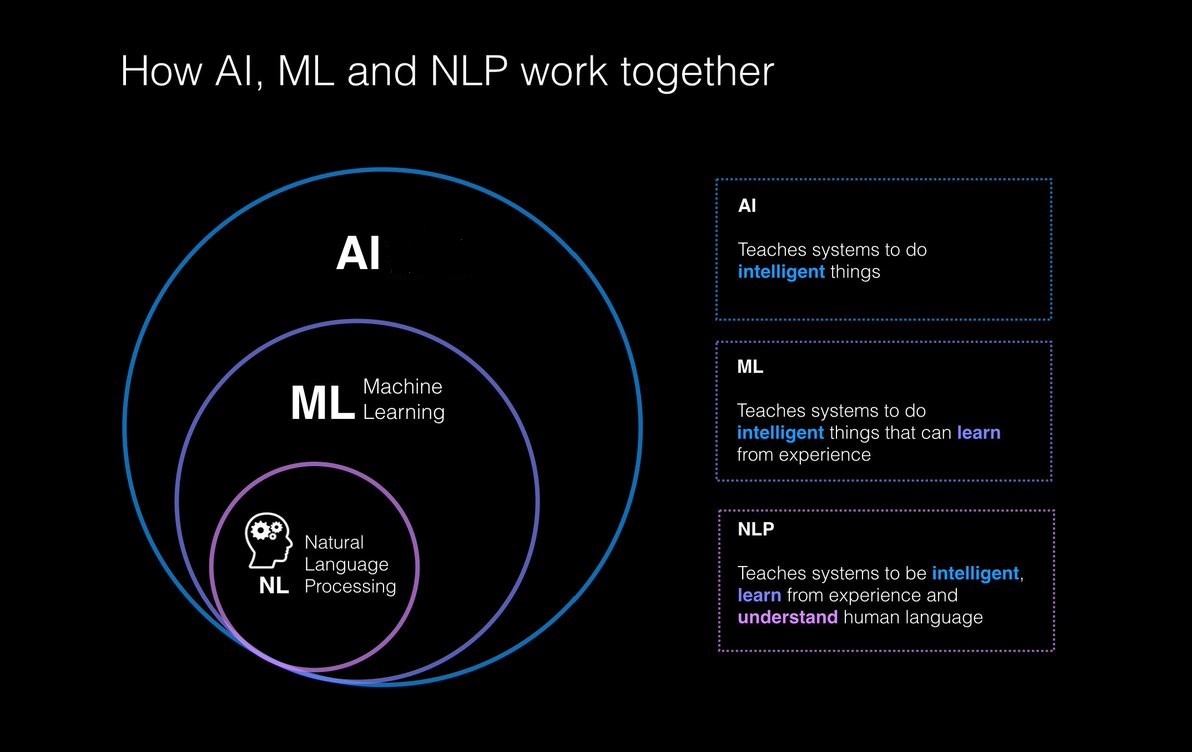 How AI, ML and NLP work together
AI
ML
Machine
Learning
NL
Natural
Language
Processing
AI
Teaches systems to do
intelligent things
ML
Teaches systems to do
intelligent things that can learn
from experience
NLP
Teaches systems to be intelligent,
learn from experience and
understand human language